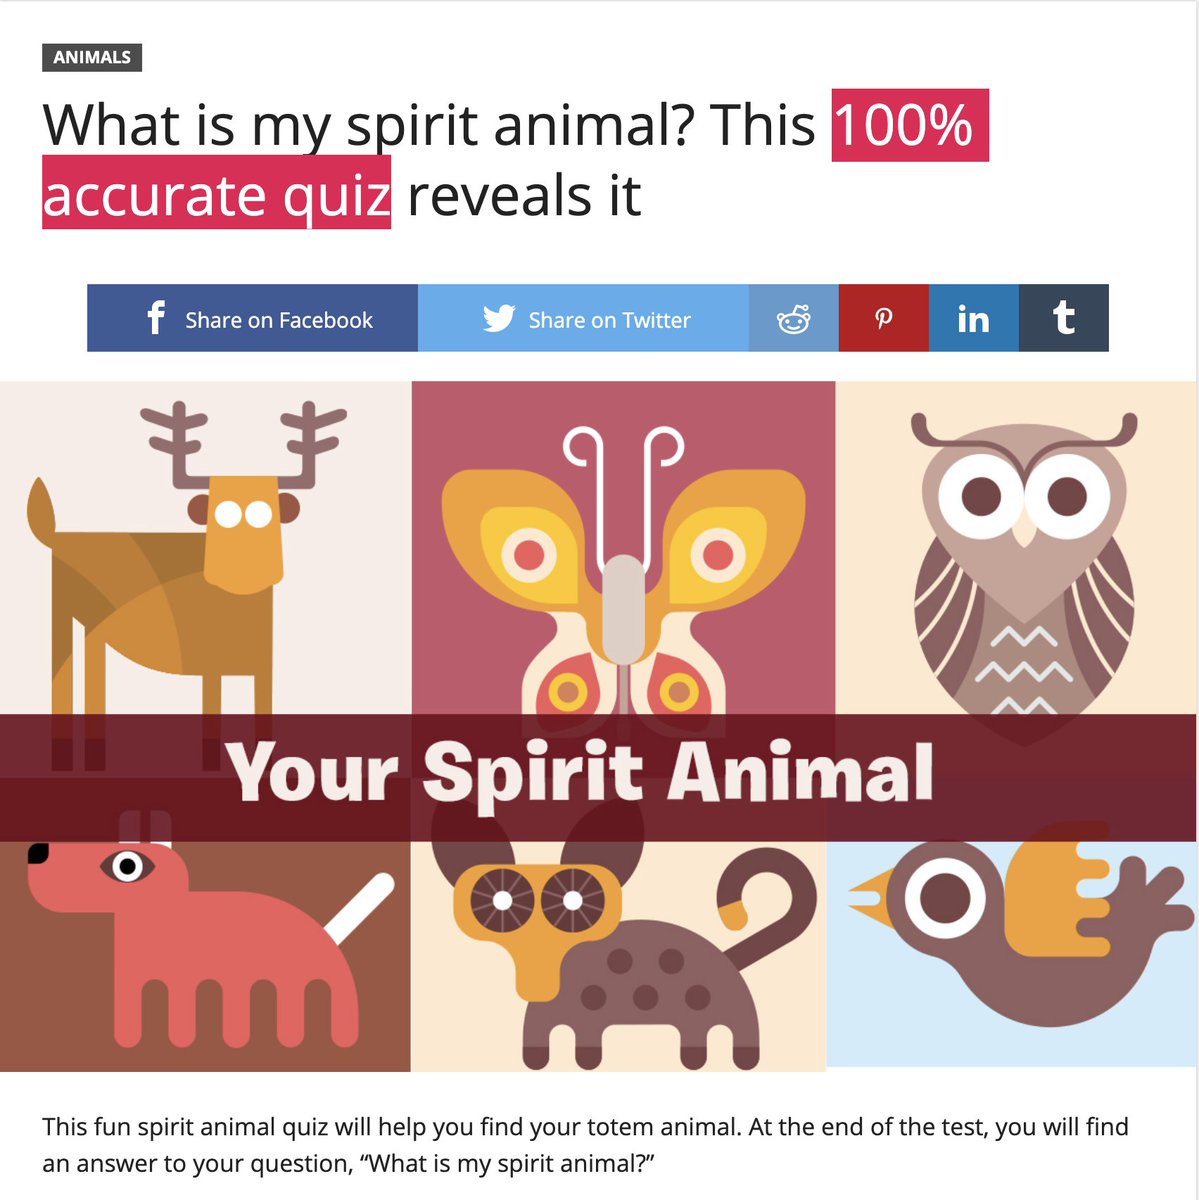 ANIMALS
What is my spirit animal? This 100%
accurate quiz reveals it
f Share on Facebook Share on Twitter in t
Your Spirit Animal
This fun spirit animal quiz will help you find your totem animal. At the end of the test, you will find
an answer to your question, “What is my spirit animal?”